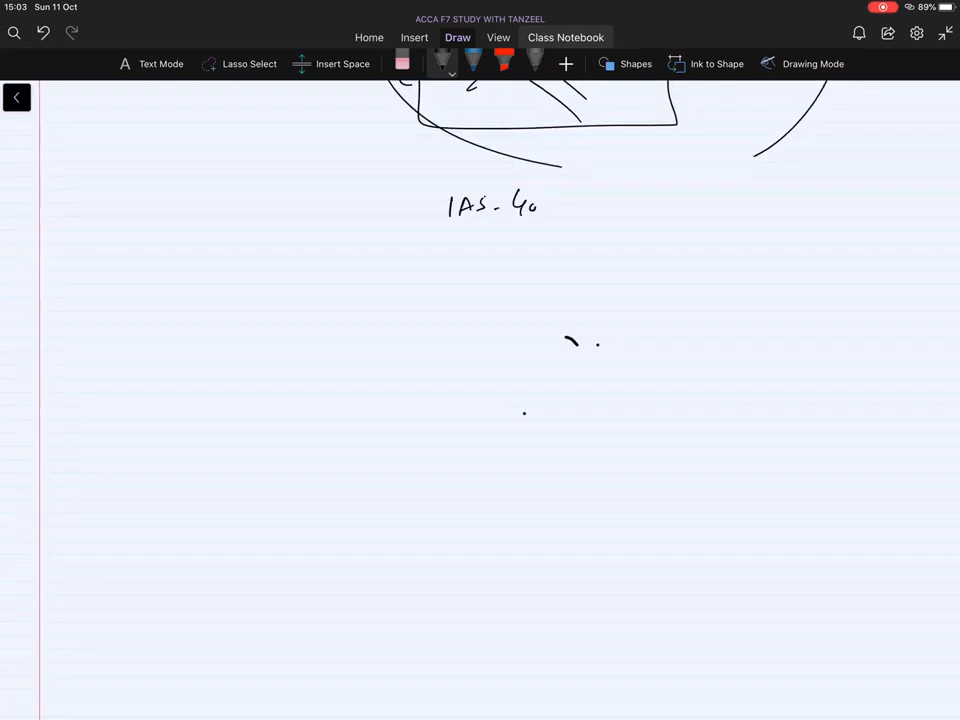 15:03 Sun 11 Oct
89%
ACCA F7 STUDY WITH TANZEEL
Home Insert Draw View Class Notebook
Text Mode Lasso Select Insert Space Shapes Ink to Shape Drawing Mode
IAS - 40